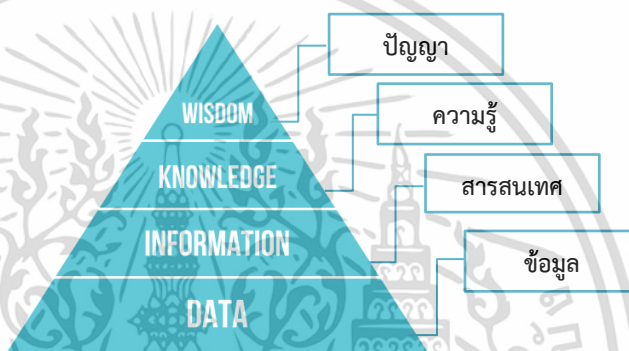 ปัญญา
WISDOM
ความรู้
KNOWLEDGE
สารสนเทศ
INFORMATION
ข้อมูล
DATA